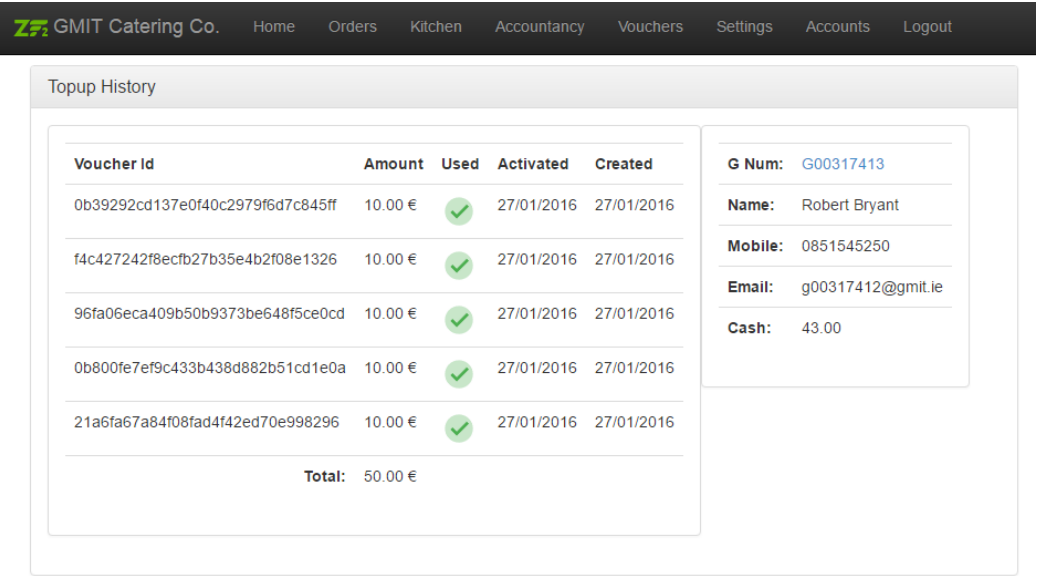 ZF2 GMIT Catering Co. Home Orders Kitchen Accountancy Vouchers Settings Accounts Logout
Topup History
Voucher Id Amount Used Activated Created
0b39292cd137e0f40c2979f6d7c845ff 10.00 € 27/01/2016 27/01/2016
f4c427242f8ecfb27b35e4b2f08e1326 10.00 € 27/01/2016 27/01/2016
96fa06eca409b50b9373be648f5ce0cd 10.00 € 27/01/2016 27/01/2016
0b800fe7ef9c433b438d882b51cd1e0a 10.00 € 27/01/2016 27/01/2016
21a6fa67a84f08fad4f42ed70e998296 10.00 € 27/01/2016 27/01/2016
Total: 50.00 €
G Num: G00317413
Name: Robert Bryant
Mobile: 0851545250
Email: g00317412@gmit.ie
Cash: 43.00